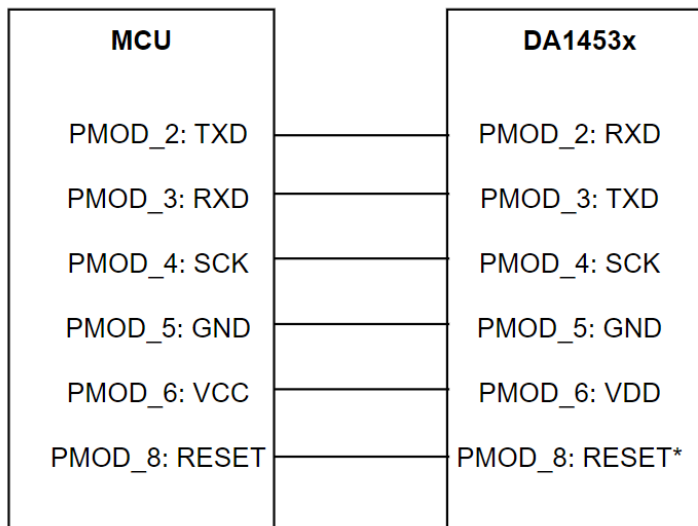 MCU DA1453x
PMOD_2: TXD PMOD_2: RXD
PMOD_3: RXD PMOD_3: TXD
PMOD_4: SCK PMOD_4: SCK
PMOD_5: GND PMOD_5: GND
PMOD_6: VCC PMOD_6: VDD
PMOD_8: RESET PMOD_8: RESET*